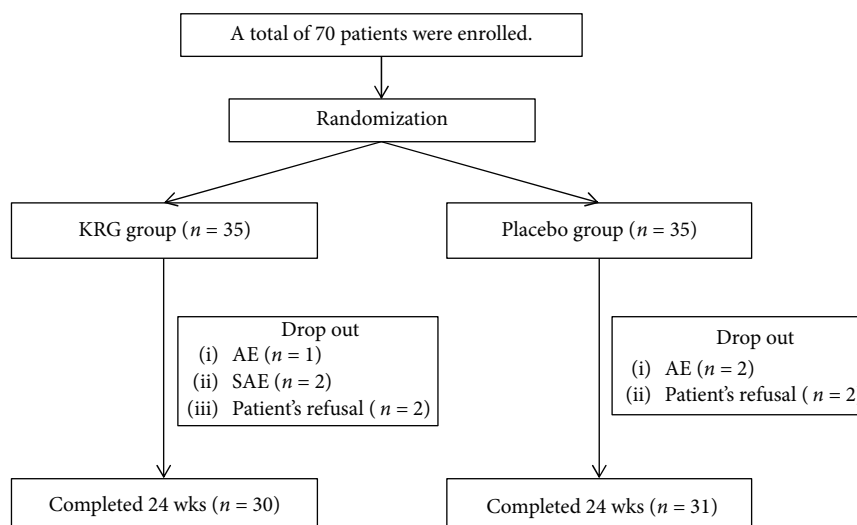 A total of 70 patients were enrolled.
Randomization
KRG group (n = 35)
Placebo group (n = 35)
Drop out
(i) AE (n = 1)
(ii) SAE (n = 2)
(iii) Patient's refusal ( n = 2)
Drop out
(i) AE (n = 2)
(ii) Patient's refusal ( n = 2
Completed 24 wks (n = 30)
Completed 24 wks (n = 31)